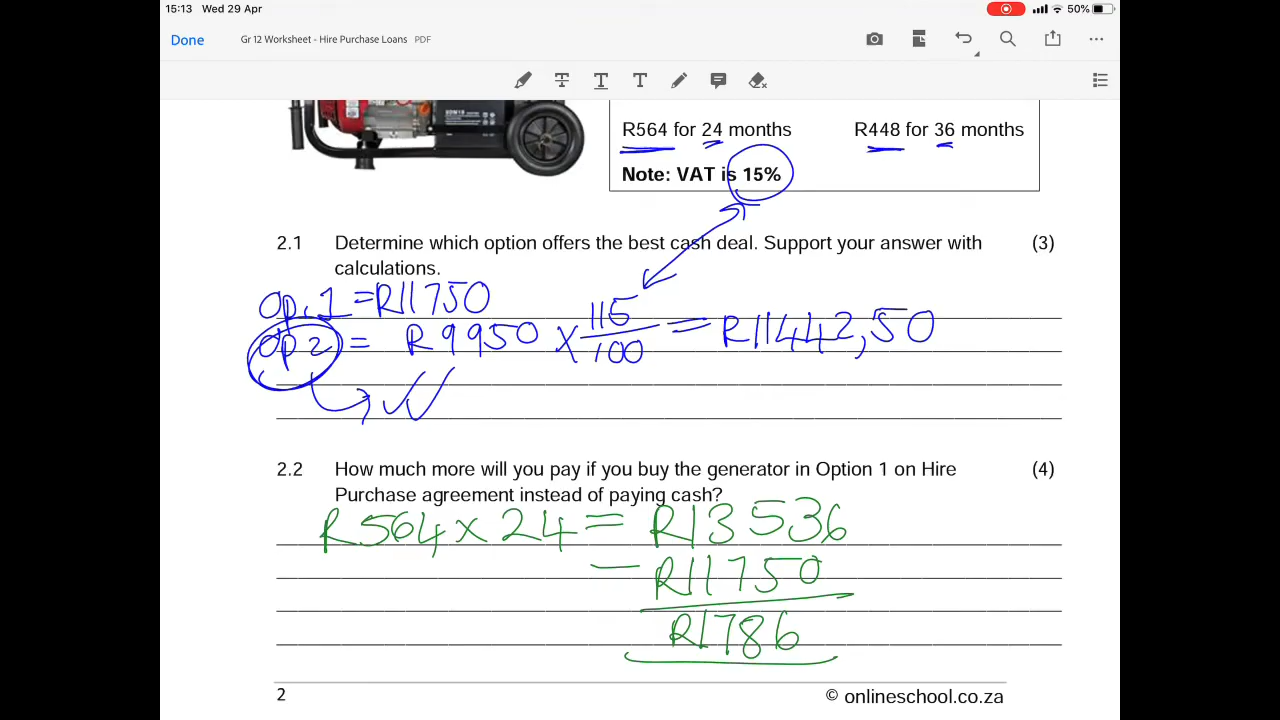 15:13 Wed 29 Apr 50%
Done Gr 12 Worksheet - Hire Purchase Loans PDF
R564 for 24 months R448 for 36 months
Note: VAT is 15%
2.1 Determine which option offers the best cash deal. Support your answer with (3)
calculations.
op. 1 = R11750
op 2 = R9950 × 115/100 = R11442,50
2.2 How much more will you pay if you buy the generator in Option 1 on Hire (4)
Purchase agreement instead of paying cash?
R564 × 24 = R13536
- R11750
R1786
2 © onlineschool.co.za